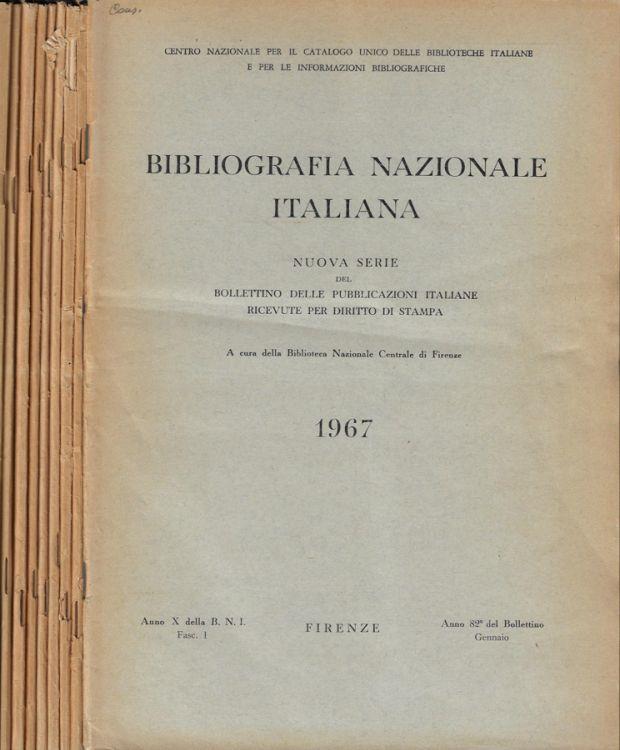 Cons.
CENTRO NAZIONALE PER IL CATALOGO UNICO DELLE BIBLIOTECHE ITALIANE
E PER LE INFORMAZIONI BIBLIOGRAFICHE
BIBLIOGRAFIA NAZIONALE
ITALIANA
NUOVA SERIE
DEL
BOLLETTINO DELLE PUBBLICAZIONI ITALIANE
RICEVUTE PER DIRITTO DI STAMPA
A cura della Biblioteca Nazionale Centrale di Firenze
1967
Anno X della B. N. I.
Fasc. 1
FIRENZE
Anno 82° del Bollettino
Gennaio